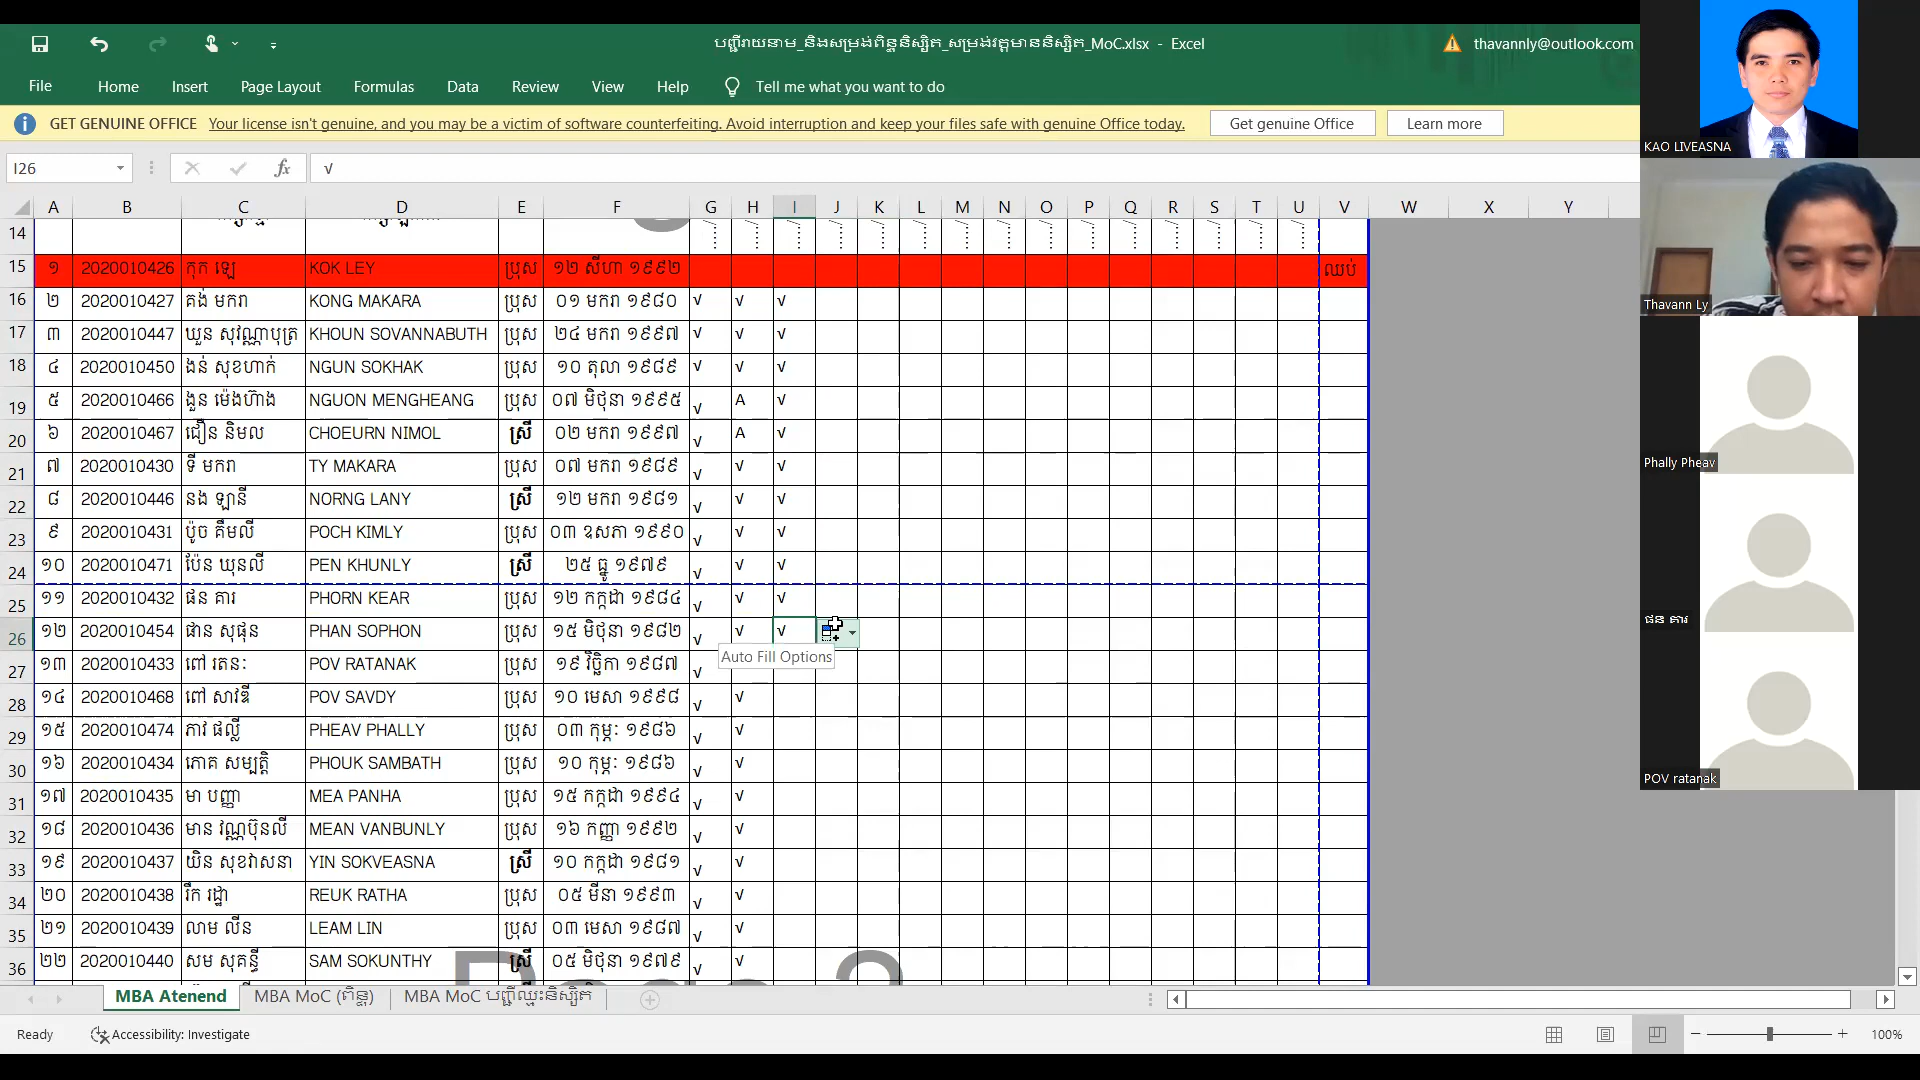 បញ្ជីរាយនាម_និងសម្រង់ពិន្ទុនិស្សិត_សម្រង់វត្តមាននិស្សិត_MoC.xlsx - Excel
thavannly@outlook.com
File Home Insert Page Layout Formulas Data Review View Help Tell me what you want to do
GET GENUINE OFFICE Your license isn't genuine, and you may be a victim of software counterfeiting. Avoid interruption and keep your files safe with genuine Office today. Get genuine Office Learn more
I26 fx √
A B C D E F G H I J K L M N O P Q R S T U V W X Y
14
15 ១ 2020010426 កុក ឡេ KOK LEY ប្រុស ១២ សីហា ១៩៩២ ឈប់
16 ២ 2020010427 គង់ មករា KONG MAKARA ប្រុស ០១ មករា ១៩៨០ √ √ √
17 ៣ 2020010447 ឃួន សុវណ្ណាបុត្រ KHOUN SOVANNABUTH ប្រុស ២៤ មករា ១៩៩៧ √ √ √
18 ៤ 2020010450 ងន់ សុខហាក់ NGUN SOKHAK ប្រុស ១០ តុលា ១៩៨៩ √ √ √
19 ៥ 2020010466 ងួន ម៉េងហ៊ាង NGUON MENGHEANG ប្រុស ០៧ មិថុនា ១៩៩៥ √ A √
20 ៦ 2020010467 ជឿន និមល CHOEURN NIMOL ស្រី ០២ មករា ១៩៩៧ √ A √
21 ៧ 2020010430 ទី មករា TY MAKARA ប្រុស ០៧ មករា ១៩៨៩ √ √ √
22 ៨ 2020010446 នង ឡានី NORNG LANY ស្រី ១២ មករា ១៩៨១ √ √ √
23 ៩ 2020010431 ប៉ូច គឹមលី POCH KIMLY ប្រុស ០៣ ឧសភា ១៩៩០ √ √ √
24 ១០ 2020010471 ប៉ែន ឃុនលី PEN KHUNLY ស្រី ២៥ ធ្នូ ១៩៧៩ √ √ √
25 ១១ 2020010432 ផន គារ PHORN KEAR ប្រុស ១២ កក្កដា ១៩៨៤ √ √ √
26 ១២ 2020010454 ផាន សុផុន PHAN SOPHON ប្រុស ១៥ មិថុនា ១៩៨២ √ √ √
Auto Fill Options
27 ១៣ 2020010433 ពៅ រតនៈ POV RATANAK ប្រុស ១៩ វិច្ឆិកា ១៩៨៧ √
28 ១៤ 2020010468 ពៅ សាវឌី POV SAVDY ប្រុស ១០ មេសា ១៩៩៨ √ √
29 ១៥ 2020010474 ភាវ ផល្លី PHEAV PHALLY ប្រុស ០៣ កុម្ភៈ ១៩៨៦ √ √
30 ១៦ 2020010434 ភោគ សម្បត្តិ PHOUK SAMBATH ប្រុស ១០ កុម្ភៈ ១៩៨៦ √ √
31 ១៧ 2020010435 មា បញ្ញា MEA PANHA ប្រុស ១៥ កក្កដា ១៩៩៤ √ √
32 ១៨ 2020010436 មាន វណ្ណប៊ុនលី MEAN VANBUNLY ប្រុស ១៦ កញ្ញា ១៩៩២ √ √
33 ១៩ 2020010437 យិន សុខវាសនា YIN SOKVEASNA ស្រី ១០ កក្កដា ១៩៨១ √ √
34 ២០ 2020010438 រឹក រដ្ឋា REUK RATHA ប្រុស ០៥ មីនា ១៩៩៣ √ √
35 ២១ 2020010439 លាម លីន LEAM LIN ប្រុស ០៣ មេសា ១៩៨៧ √ √
36 ២២ 2020010440 សម សុគន្ធី SAM SOKUNTHY ស្រី ០៥ មិថុនា ១៩៧៩ √ √
MBA Atenend MBA MoC (ពិន្ទុ) MBA MoC បញ្ជីឈ្មោះនិស្សិត
Ready Accessibility: Investigate 100%
KAO LIVEASNA
Thavann Ly
Phally Pheav
ផន គារ
POV ratanak